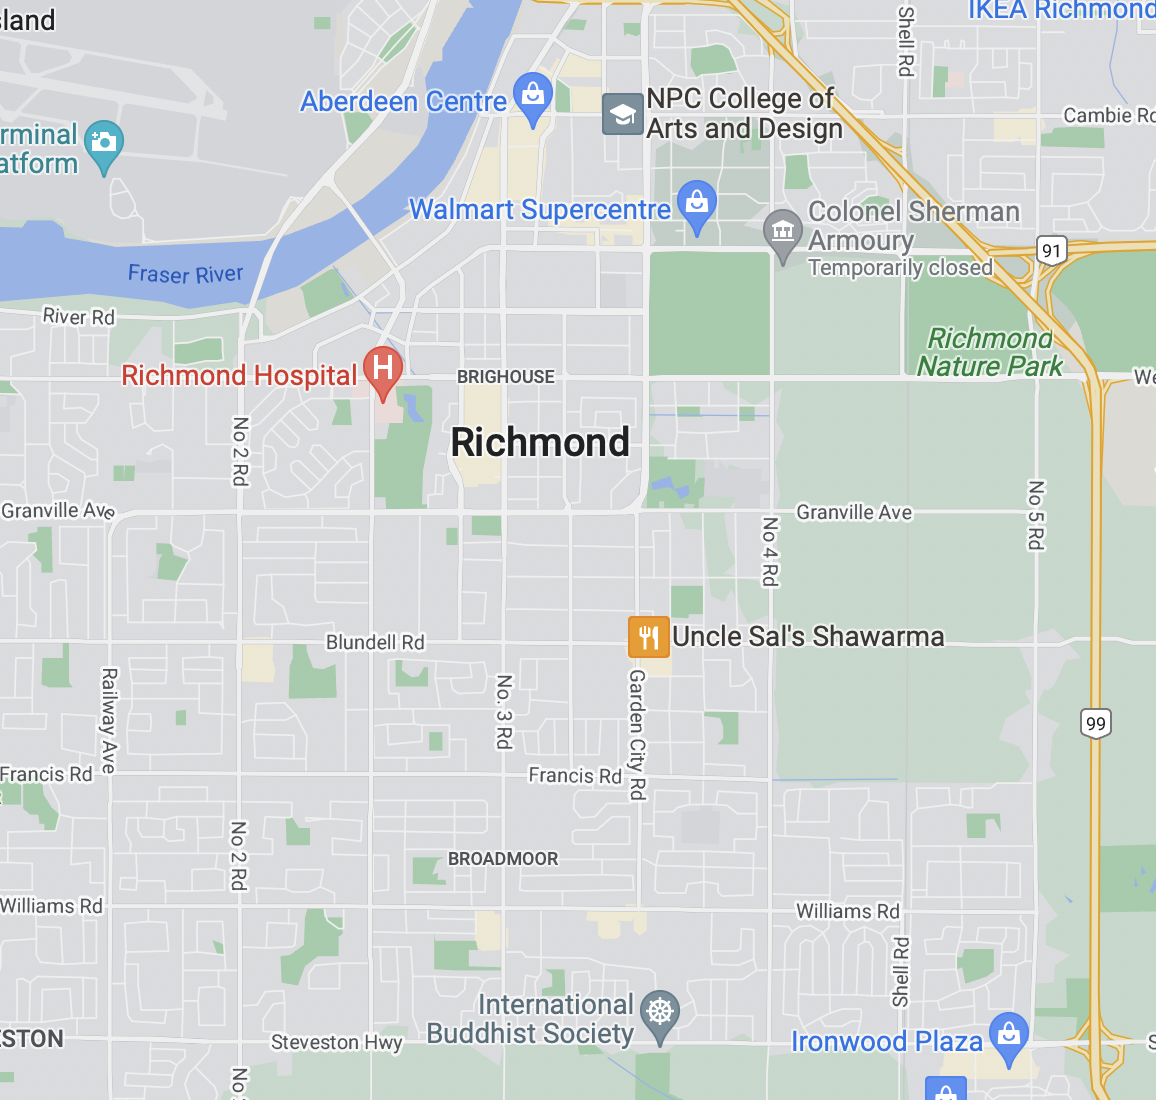 sland
IKEA Richmond
Shell Rd
Aberdeen Centre
NPC College of
Arts and Design
Cambie Rd
rminal
atform
Walmart Supercentre
Colonel Sherman
Armoury
Temporarily closed
91
Fraser River
River Rd
Richmond
Nature Park
Richmond Hospital
BRIGHOUSE
We
No 2 Rd
Richmond
Granville Ave
Granville Ave
No 5 Rd
No 4 Rd
Blundell Rd
Uncle Sal's Shawarma
Railway Ave
No. 3 Rd
Garden City Rd
99
Francis Rd
Francis Rd
No 2 Rd
BROADMOOR
Williams Rd
Williams Rd
Shell Rd
International
Buddhist Society
STON
Steveston Hwy
Ironwood Plaza
S
No